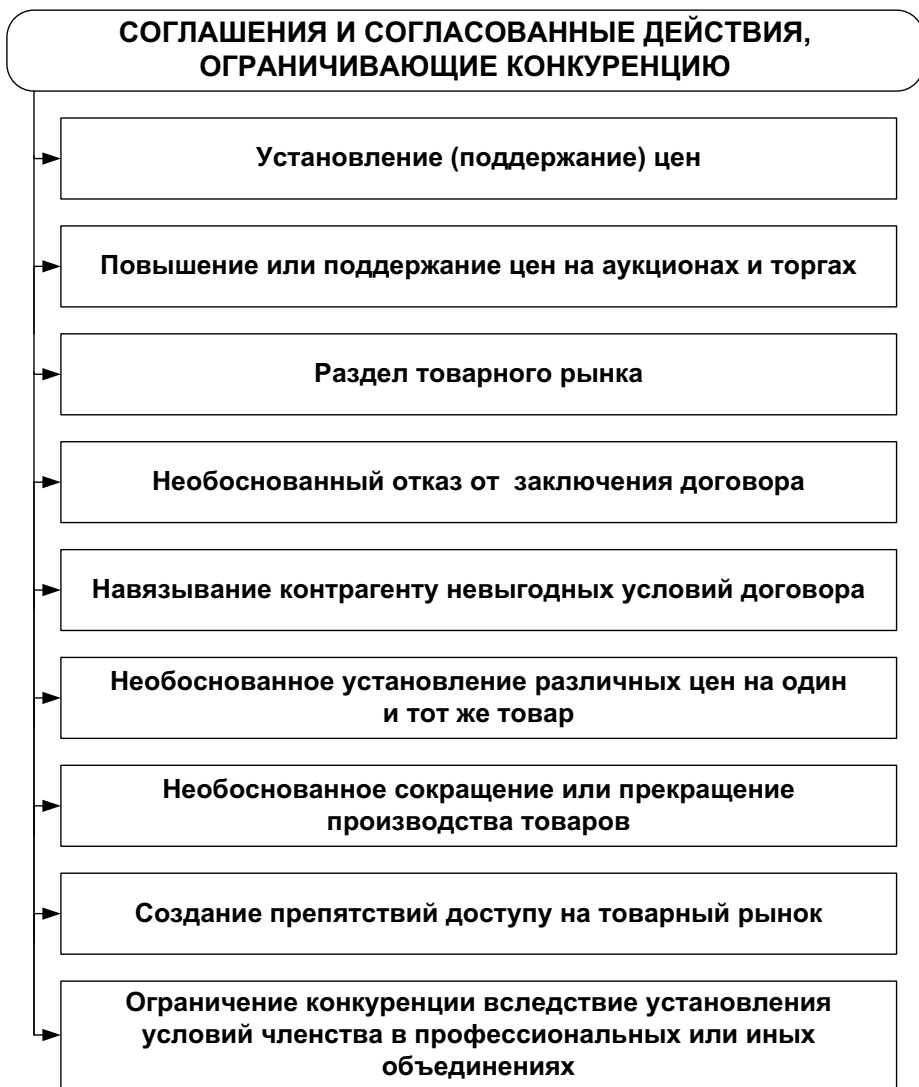 СОГЛАШЕНИЯ И СОГЛАСОВАННЫЕ ДЕЙСТВИЯ,
ОГРАНИЧИВАЮЩИЕ КОНКУРЕНЦИЮ
Установление (поддержание) цен
Повышение или поддержание цен на аукционах и торгах
Раздел товарного рынка
Необоснованный отказ от заключения договора
Навязывание контрагенту невыгодных условий договора
Необоснованное установление различных цен на один
и тот же товар
Необоснованное сокращение или прекращение
производства товаров
Создание препятствий доступу на товарный рынок
Ограничение конкуренции вследствие установления
условий членства в профессиональных или иных
объединениях